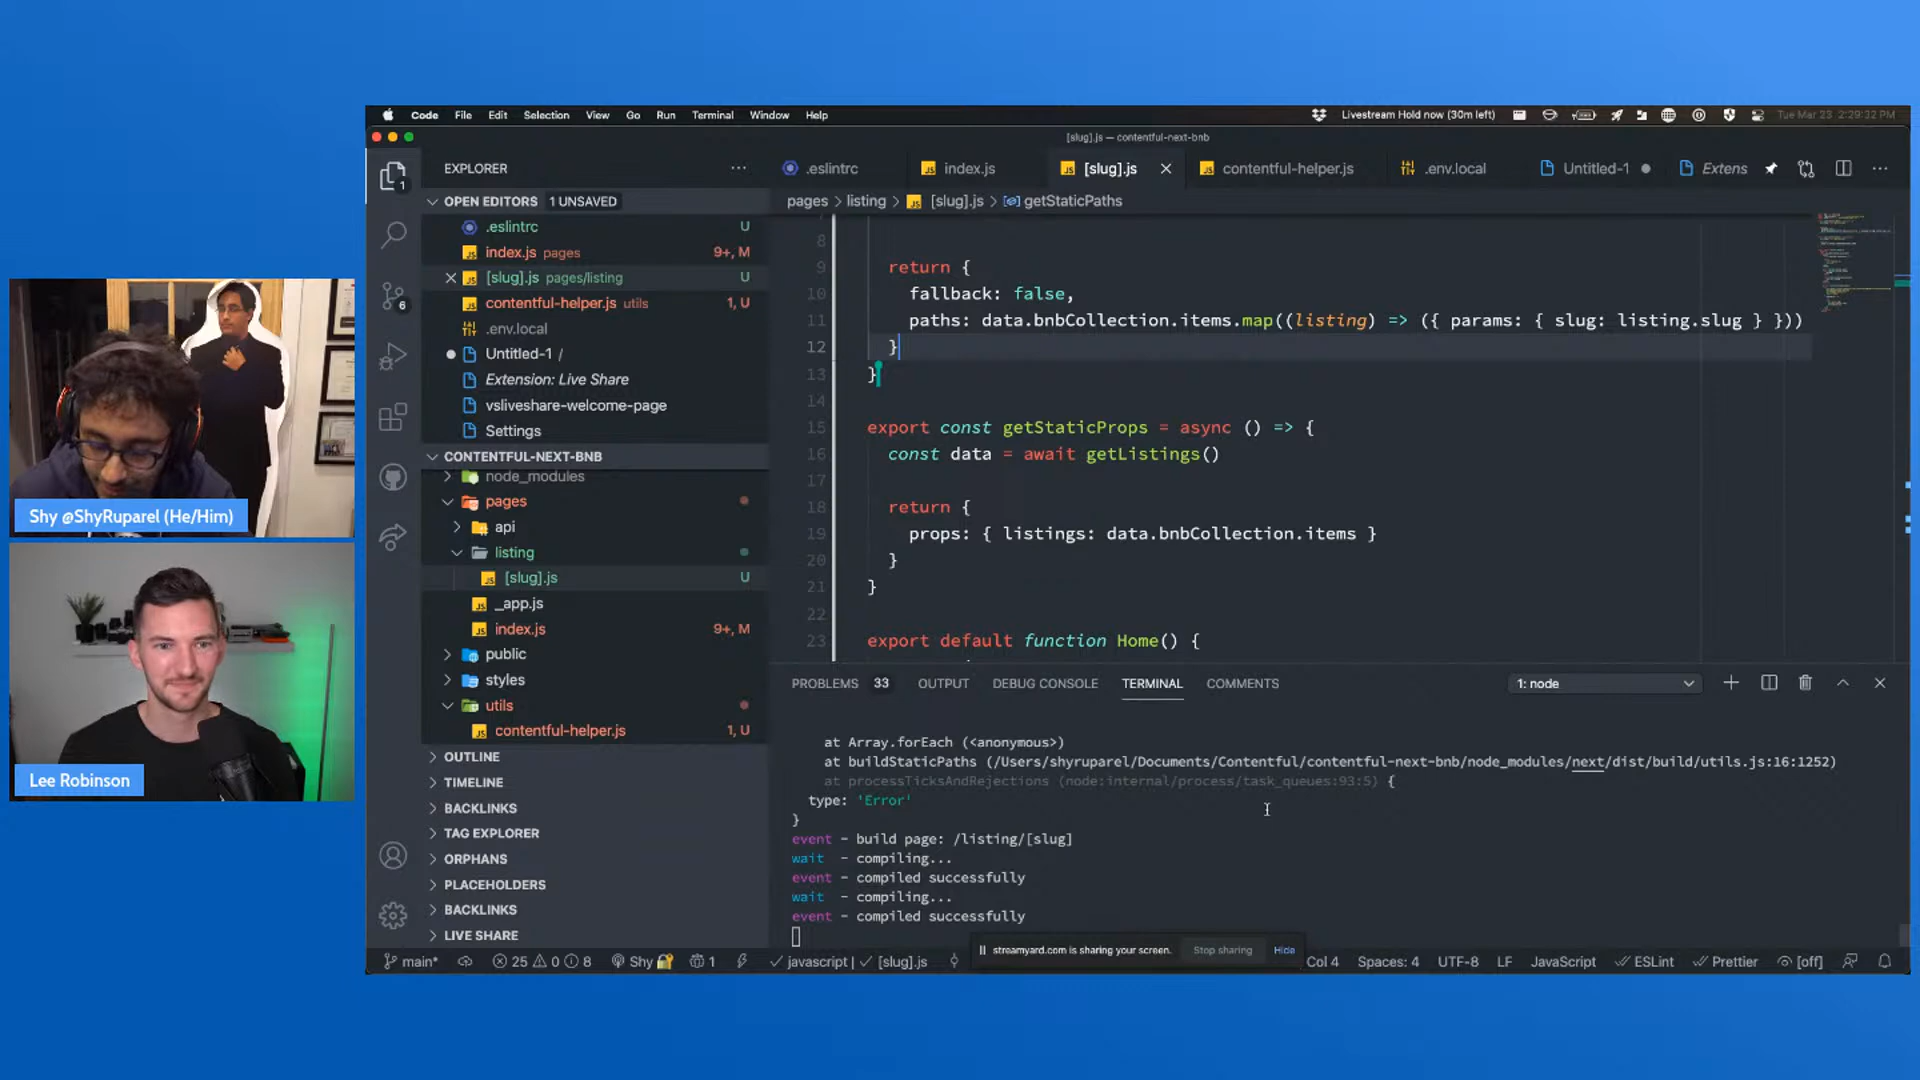 Code File Edit Selection View Go Run Terminal Window Help
Livestream Hold now (30m left)
Tue Mar 23 2:29:32 PM
[slug].js — contentful-next-bnb
EXPLORER
.eslintrc
index.js
[slug].js
contentful-helper.js
.env.local
Untitled-1
Extens
OPEN EDITORS 1 UNSAVED
.eslintrc U
index.js pages 9+, M
[slug].js pages/listing U
contentful-helper.js utils 1, U
.env.local
Untitled-1 /
Extension: Live Share
vsliveshare-welcome-page
Settings
CONTENTFUL-NEXT-BNB
node_modules
pages
api
listing
[slug].js U
_app.js
index.js 9+, M
public
styles
utils
contentful-helper.js 1, U
OUTLINE
TIMELINE
BACKLINKS
TAG EXPLORER
ORPHANS
PLACEHOLDERS
BACKLINKS
LIVE SHARE
1
6
pages > listing > [slug].js > getStaticPaths
8
9 return {
10 fallback: false,
11 paths: data.bnbCollection.items.map((listing) => ({ params: { slug: listing.slug } }))
12 }
13 }
14
15 export const getStaticProps = async () => {
16 const data = await getListings()
17
18 return {
19 props: { listings: data.bnbCollection.items }
20 }
21 }
22
23 export default function Home() {
PROBLEMS 33 OUTPUT DEBUG CONSOLE TERMINAL COMMENTS
1: node
at Array.forEach (<anonymous>)
at buildStaticPaths (/Users/shyruparel/Documents/Contentful/contentful-next-bnb/node_modules/next/dist/build/utils.js:16:1252)
at processTicksAndRejections (node:internal/process/task_queues:93:5) {
type: 'Error'
}
event - build page: /listing/[slug]
wait - compiling...
event - compiled successfully
wait - compiling...
event - compiled successfully
streamyard.com is sharing your screen. Stop sharing Hide
main* 25 0 8 Shy 1 javascript | [slug].js
Col 4 Spaces: 4 UTF-8 LF JavaScript ESLint Prettier [off]
Shy @ShyRuparel (He/Him)
Lee Robinson